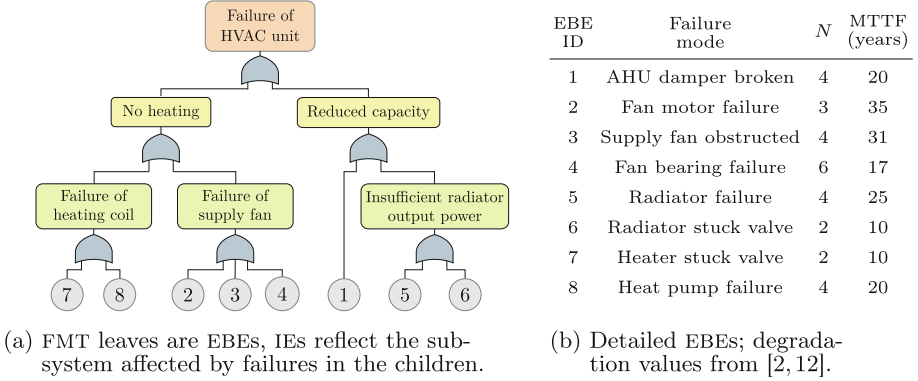 Failure of
HVAC unit
No heating
Reduced capacity
Failure of
heating coil
Failure of
supply fan
Insufficient radiator
output power
7
8
2
3
4
1
5
6
(a) FMT leaves are EBEs, IEs reflect the sub-
system affected by failures in the children.
EBE ID Failure mode N MTTF (years)
1 AHU damper broken 4 20
2 Fan motor failure 3 35
3 Supply fan obstructed 4 31
4 Fan bearing failure 6 17
5 Radiator failure 4 25
6 Radiator stuck valve 2 10
7 Heater stuck valve 2 10
8 Heat pump failure 4 20
(b) Detailed EBEs; degrada-
tion values from [2, 12].